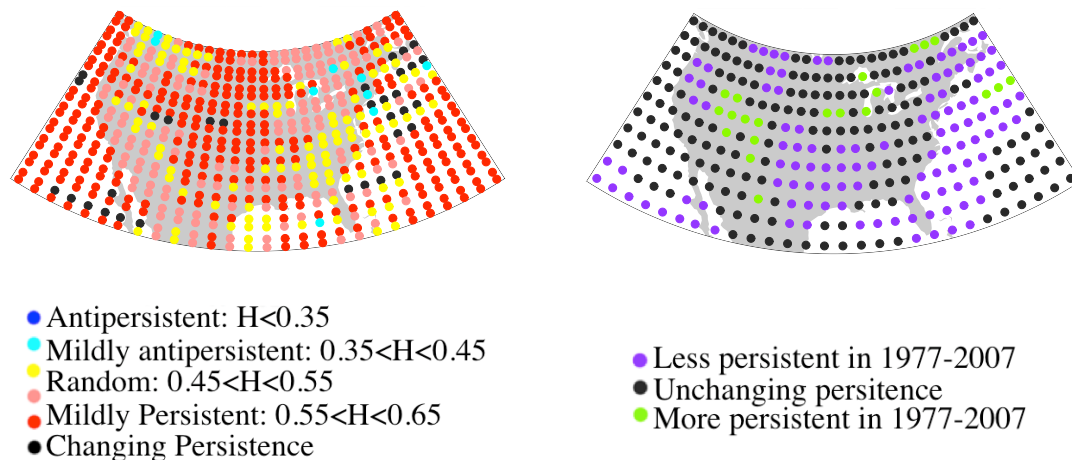 Antipersistent: H<0.35
Mildly antipersistent: 0.35<H<0.45
Random: 0.45<H<0.55
Mildly Persistent: 0.55<H<0.65
Changing Persistence
Less persistent in 1977-2007
Unchanging persitence
More persistent in 1977-2007